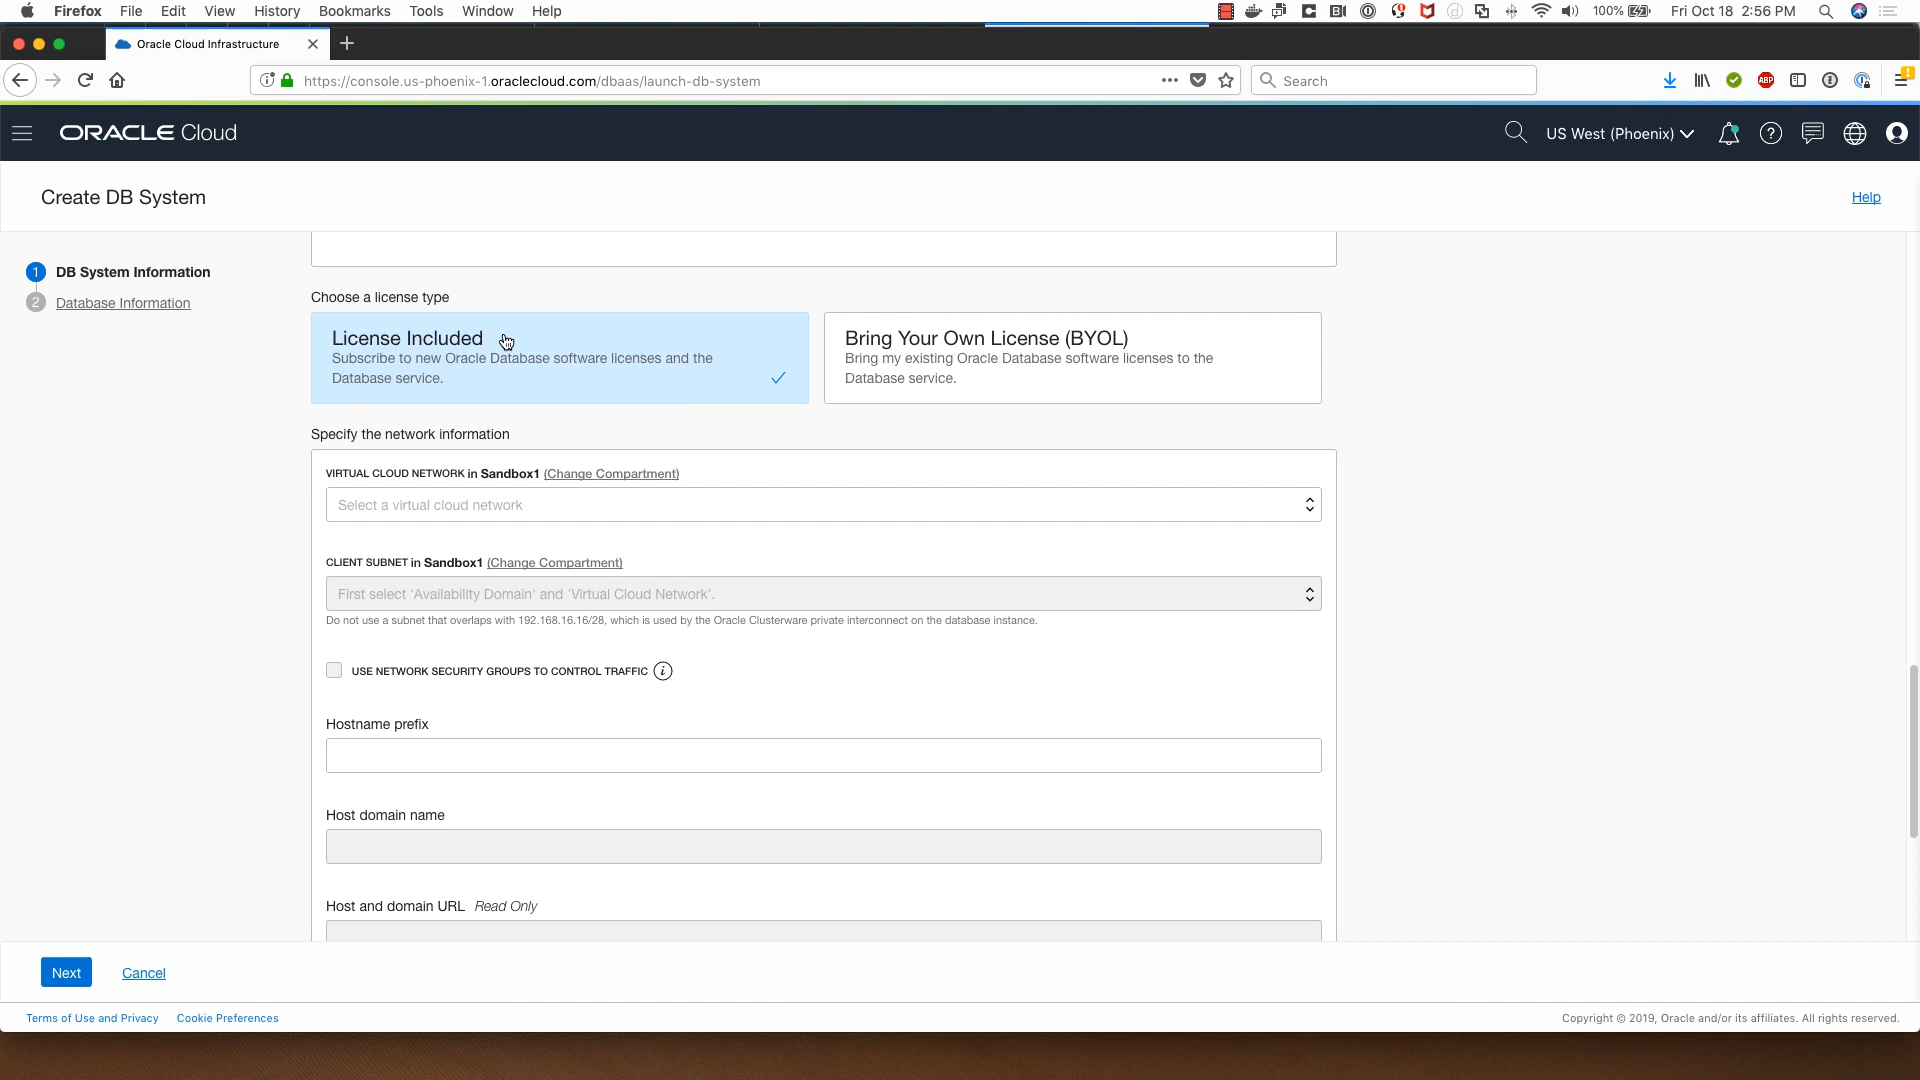 Firefox File Edit View History Bookmarks Tools Window Help 100% Fri Oct 18 2:56 PM
Oracle Cloud Infrastructure
https://console.us-phoenix-1.oraclecloud.com/dbaas/launch-db-system Search ABP
ORACLE Cloud US West (Phoenix)
Create DB System Help
1 DB System Information
2 Database Information
Choose a license type
License Included
Subscribe to new Oracle Database software licenses and the
Database service.
Bring Your Own License (BYOL)
Bring my existing Oracle Database software licenses to the
Database service.
Specify the network information
VIRTUAL CLOUD NETWORK in Sandbox1 (Change Compartment)
Select a virtual cloud network
CLIENT SUBNET in Sandbox1 (Change Compartment)
First select 'Availability Domain' and 'Virtual Cloud Network'.
Do not use a subnet that overlaps with 192.168.16.16/28, which is used by the Oracle Clusterware private interconnect on the database instance.
USE NETWORK SECURITY GROUPS TO CONTROL TRAFFIC i
Hostname prefix
Host domain name
Host and domain URL Read Only
Next Cancel
Terms of Use and Privacy Cookie Preferences Copyright © 2019, Oracle and/or its affiliates. All rights reserved.